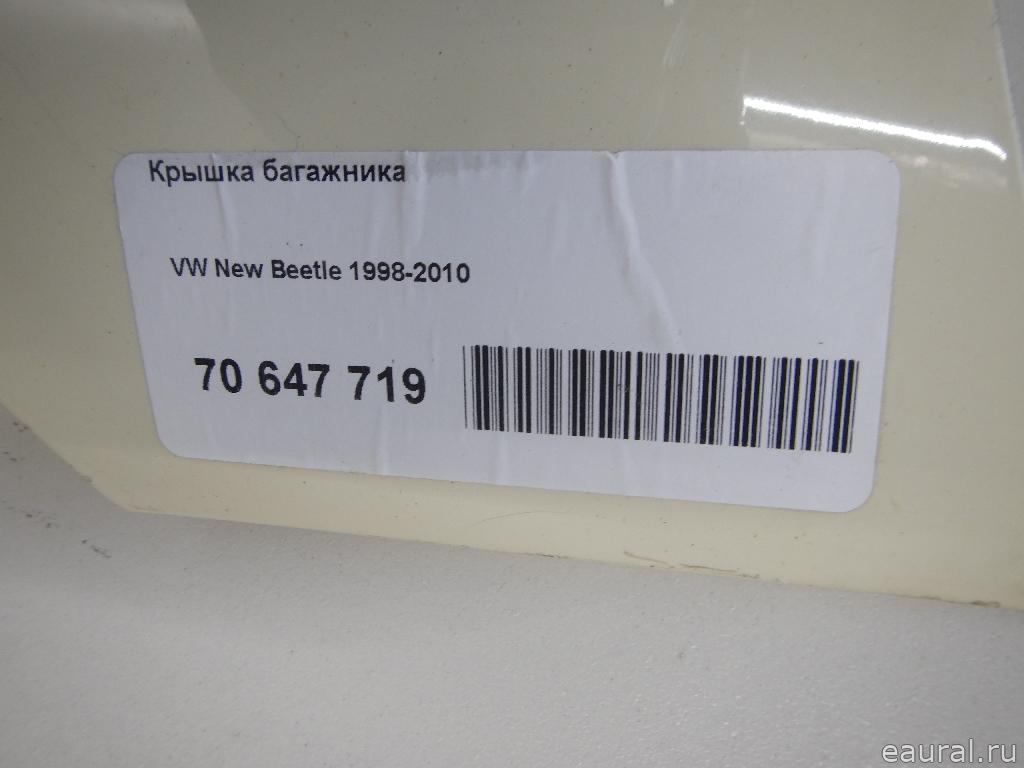 Крышка багажника
VW New Beetle 1998-2010
70 647 719
eaural.ru